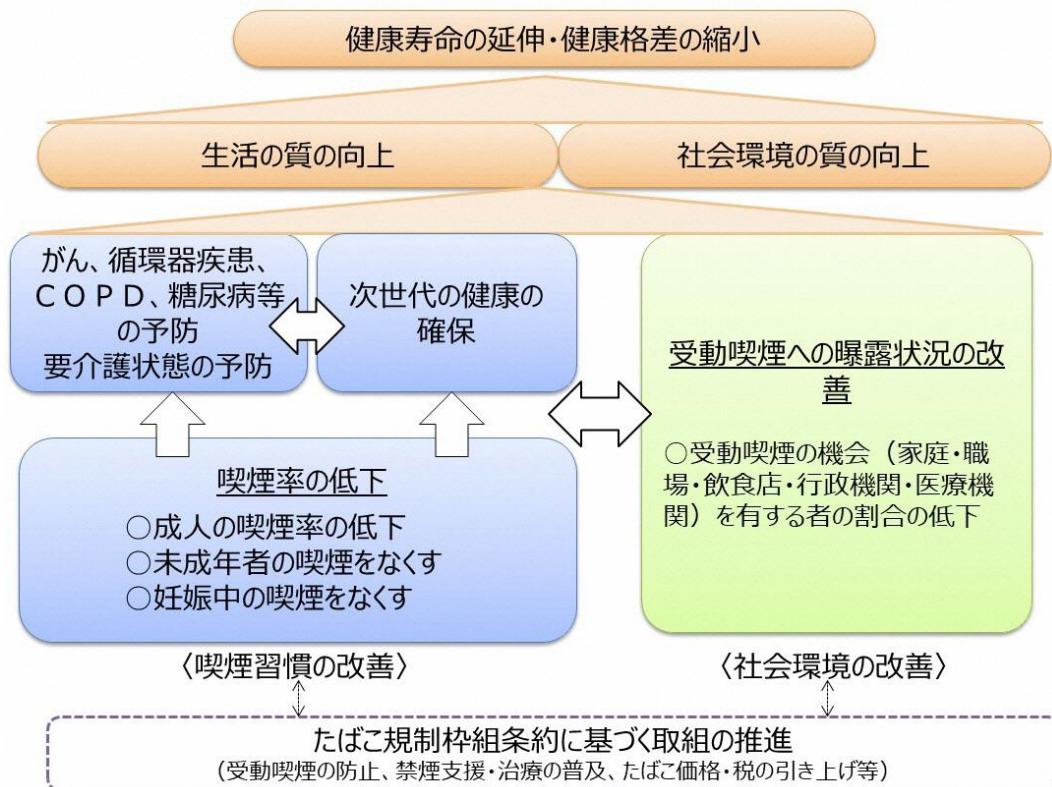 健康寿命の延伸・健康格差の縮小
生活の質の向上
社会環境の質の向上
がん、循環器疾患、
ＣＯＰＤ、糖尿病等
の予防
要介護状態の予防
次世代の健康の
確保
受動喫煙への曝露状況の改
善
○受動喫煙の機会（家庭・職
場・飲食店・行政機関・医療機
関）を有する者の割合の低下
喫煙率の低下
○成人の喫煙率の低下
○未成年者の喫煙をなくす
○妊娠中の喫煙をなくす
〈喫煙習慣の改善〉
〈社会環境の改善〉
たばこ規制枠組条約に基づく取組の推進
（受動喫煙の防止、禁煙支援・治療の普及、たばこ価格・税の引き上げ等）